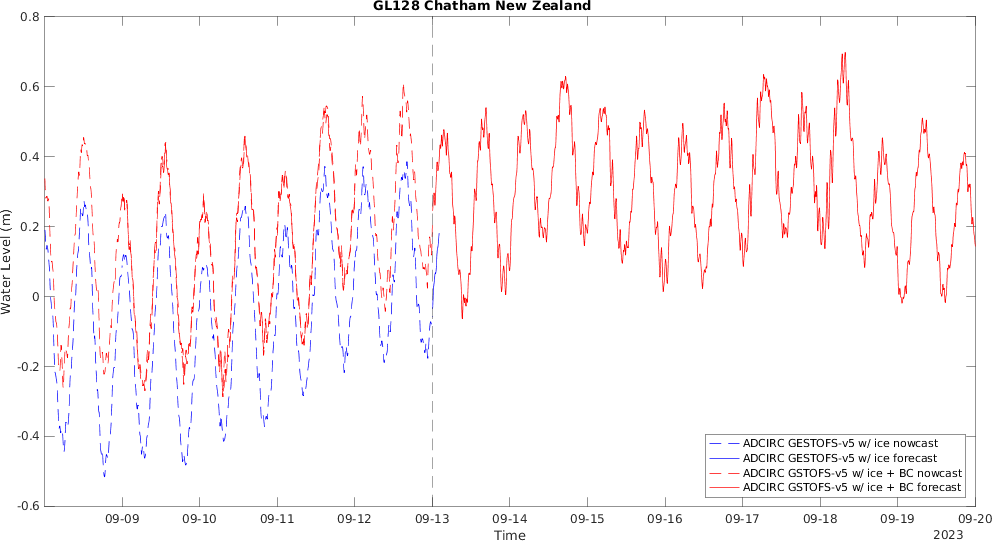 GL128 Chatham New Zealand
Water Level (m)
0.8
0.6
0.4
0.2
0
-0.2
-0.4
-0.6
ADCIRC GESTOFS-v5 w/ ice nowcast
ADCIRC GESTOFS-v5 w/ ice forecast
ADCIRC GSTOFS-v5 w/ ice + BC nowcast
ADCIRC GSTOFS-v5 w/ ice + BC forecast
09-09 09-10 09-11 09-12 09-13 09-14 09-15 09-16 09-17 09-18 09-19 09-20
Time
2023